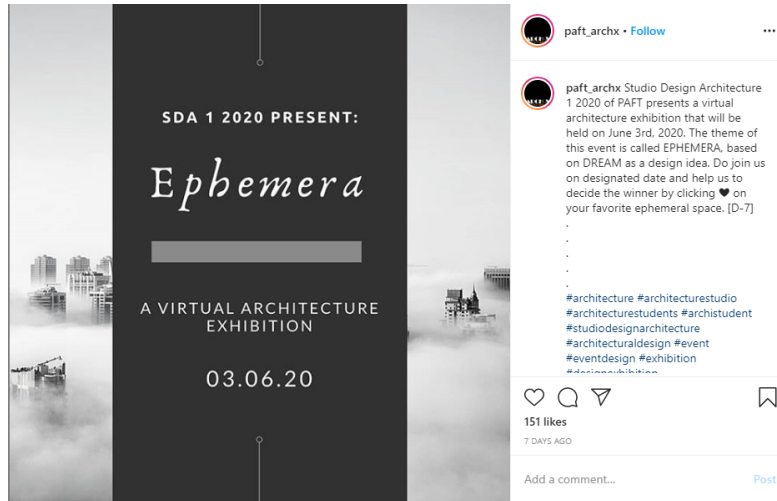 SDA 1 2020 PRESENT:
Ephemera
A VIRTUAL ARCHITECTURE
EXHIBITION
03.06.20
paft_archx • Follow
paft_archx Studio Design Architecture
1 2020 of PAFT presents a virtual
architecture exhibition that will be
held on June 3rd, 2020. The theme of
this event is called EPHEMERA, based
on DREAM as a design idea. Do join us
on designated date and help us to
decide the winner by clicking ♥ on
your favorite ephemeral space. [D-7]
.
.
.
.
.
#architecture #architecturestudio
#architecturestudents #archistudent
#studiodesignarchitecture
#architecturaldesign #event
#eventdesign #exhibition
#designexhibition
151 likes
7 DAYS AGO
Add a comment...
Post